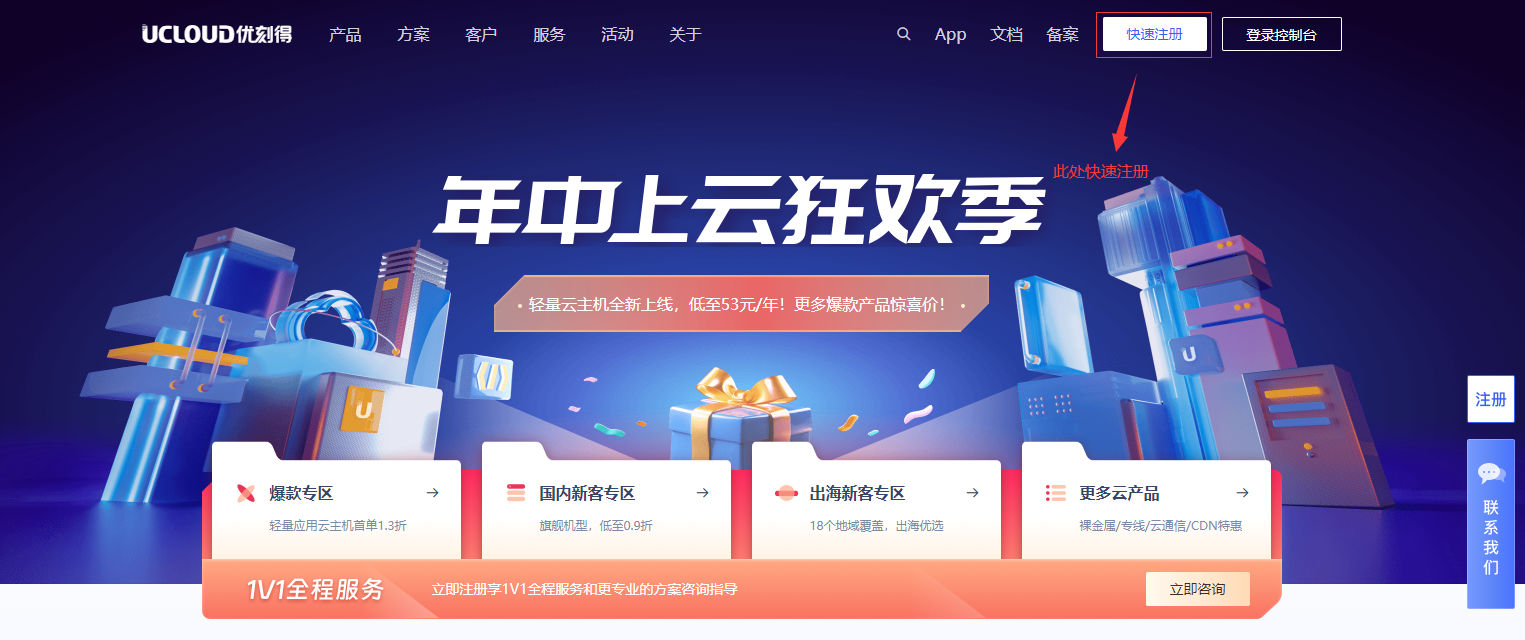 UCLOUD优刻得 产品 方案 客户 服务 活动 关于 App 文档 备案 快速注册 登录控制台
此处快速注册
年中上云狂欢季
• 轻量云主机全新上线，低至53元/年！更多爆款产品惊喜价！ •
U
U
注册
联系我们
爆款专区
轻量应用云主机首单1.3折
国内新客专区
旗舰机型，低至0.9折
出海新客专区
18个地域覆盖，出海优选
更多云产品
裸金属/专线/云通信/CDN特惠
1V1全程服务 立即注册享1V1全程服务和更专业的方案咨询指导 立即咨询